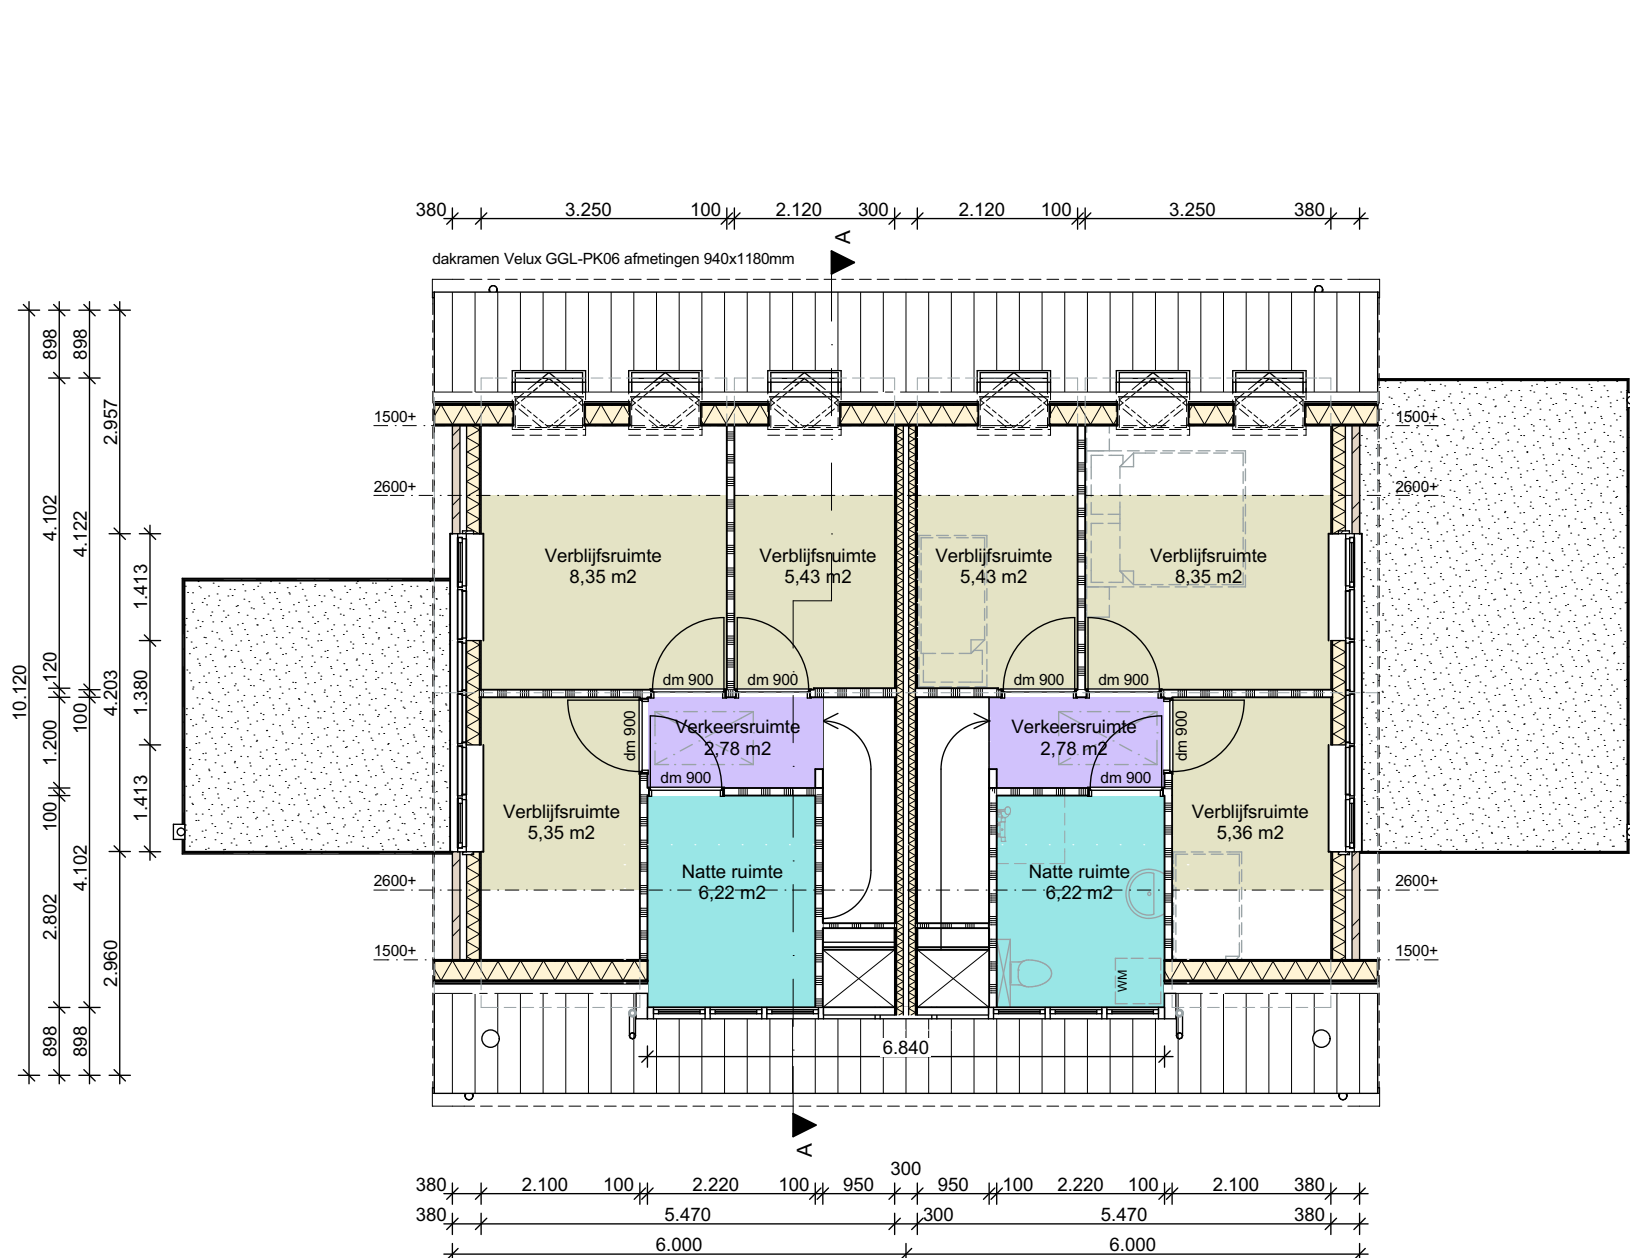 380 3.250 100 2.120 300 2.120 100 3.250 380
A
dakramen Velux GGL-PK06 afmetingen 940x1180mm
1500+ 1500+
2600+ 2600+
Verblijfsruimte
8,35 m2
Verblijfsruimte
5,43 m2
Verblijfsruimte
5,43 m2
Verblijfsruimte
8,35 m2
dm 900 dm 900 dm 900 dm 900
Verkeersruimte
2,78 m2
Verkeersruimte
2,78 m2
dm 900
dm 900
dm 900 dm 900
Verblijfsruimte
5,35 m2
Verblijfsruimte
5,36 m2
Natte ruimte
6,22 m2
Natte ruimte
6,22 m2
2600+ 2600+
1500+ 1500+
WM
6.840
A
10.120
898 4.102 120 1.200 100 2.802 898
898 4.122 100 4.102 898
2.957 4.203 2.960
1.413 1.380 1.413
300
380 2.100 100 2.220 100 950 950 100 2.220 100 2.100 380
380 5.470 300 5.470 380
6.000 6.000